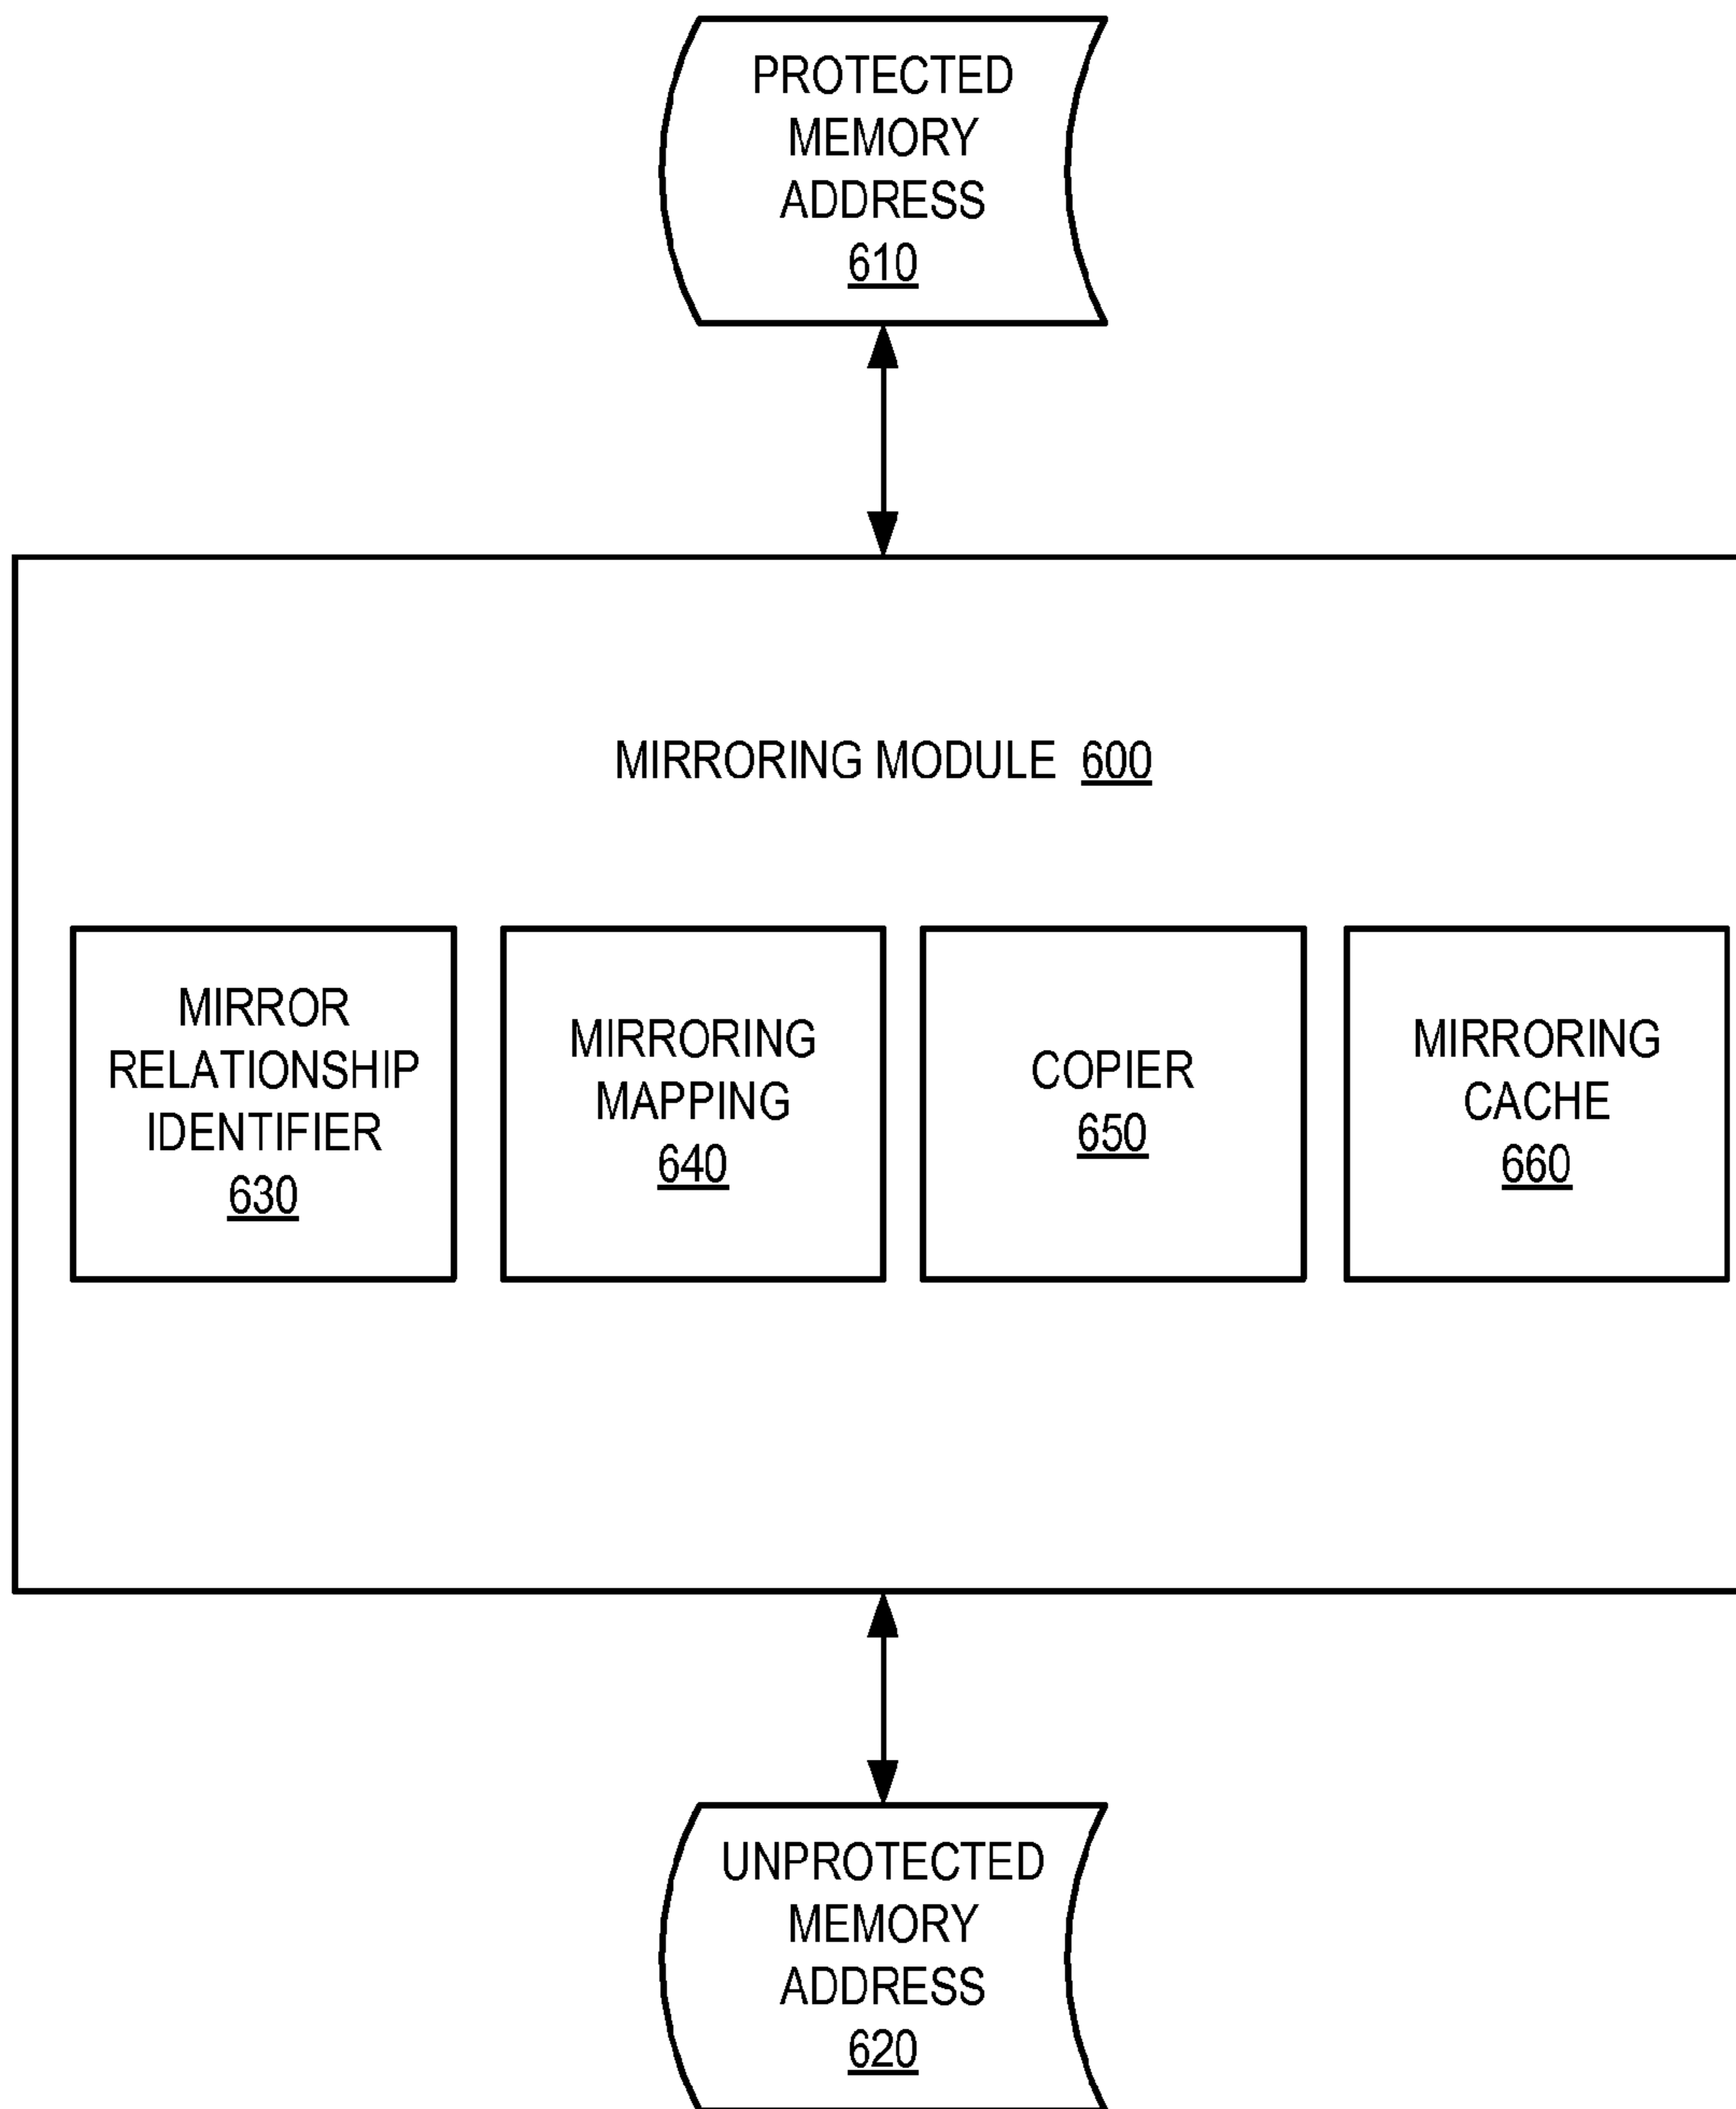 PROTECTED
MEMORY
ADDRESS
610
MIRRORING MODULE 600
MIRROR
RELATIONSHIP
IDENTIFIER
630
MIRRORING
MAPPING
640
COPIER
650
MIRRORING
CACHE
660
UNPROTECTED
MEMORY
ADDRESS
620